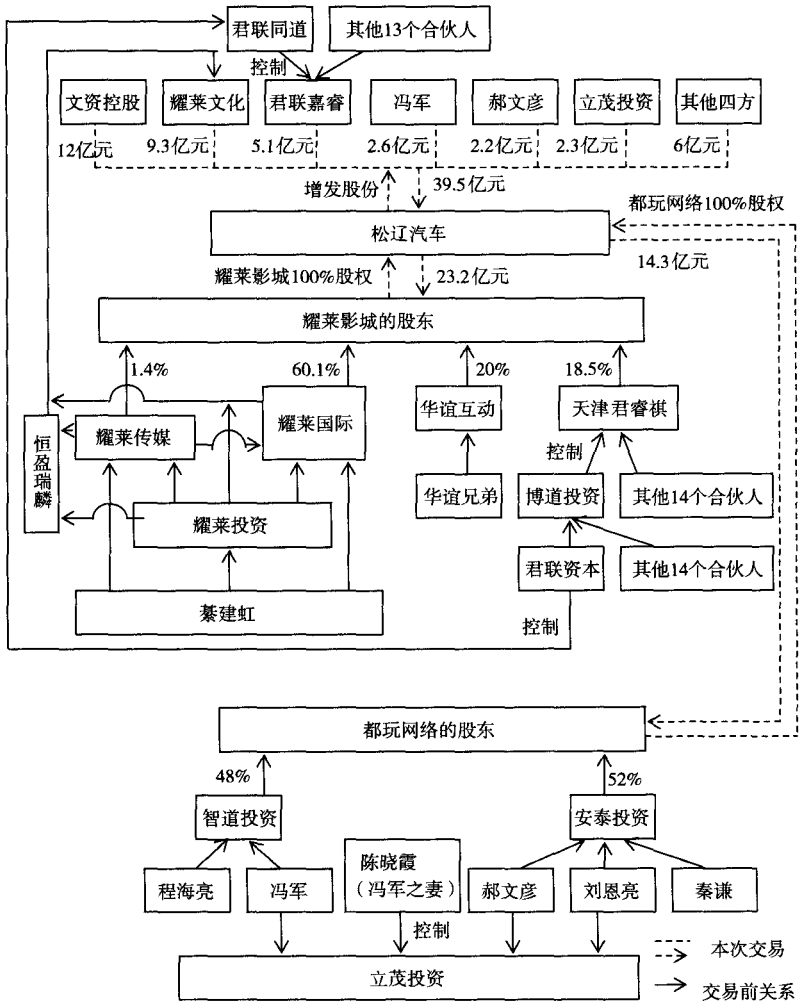 君联同道
其他13个合伙人
控制
文资控股
耀莱文化
君联嘉睿
冯军
郝文彦
立茂投资
其他四方
12亿元
9.3亿元
5.1亿元
2.6亿元
2.2亿元
2.3亿元
6亿元
增发股份
39.5亿元
都玩网络100%股权
松辽汽车
14.3亿元
耀莱影城100%股权
23.2亿元
耀莱影城的股东
1.4%
60.1%
20%
18.5%
耀莱传媒
耀莱国际
华谊互动
天津君睿祺
恒盈瑞麟
控制
耀莱投资
华谊兄弟
博道投资
其他14个合伙人
君联资本
其他14个合伙人
綦建虹
控制
都玩网络的股东
48%
52%
智道投资
安泰投资
程海亮
冯军
陈晓霞
（冯军之妻）
郝文彦
刘恩亮
秦谦
控制
立茂投资
本次交易
交易前关系